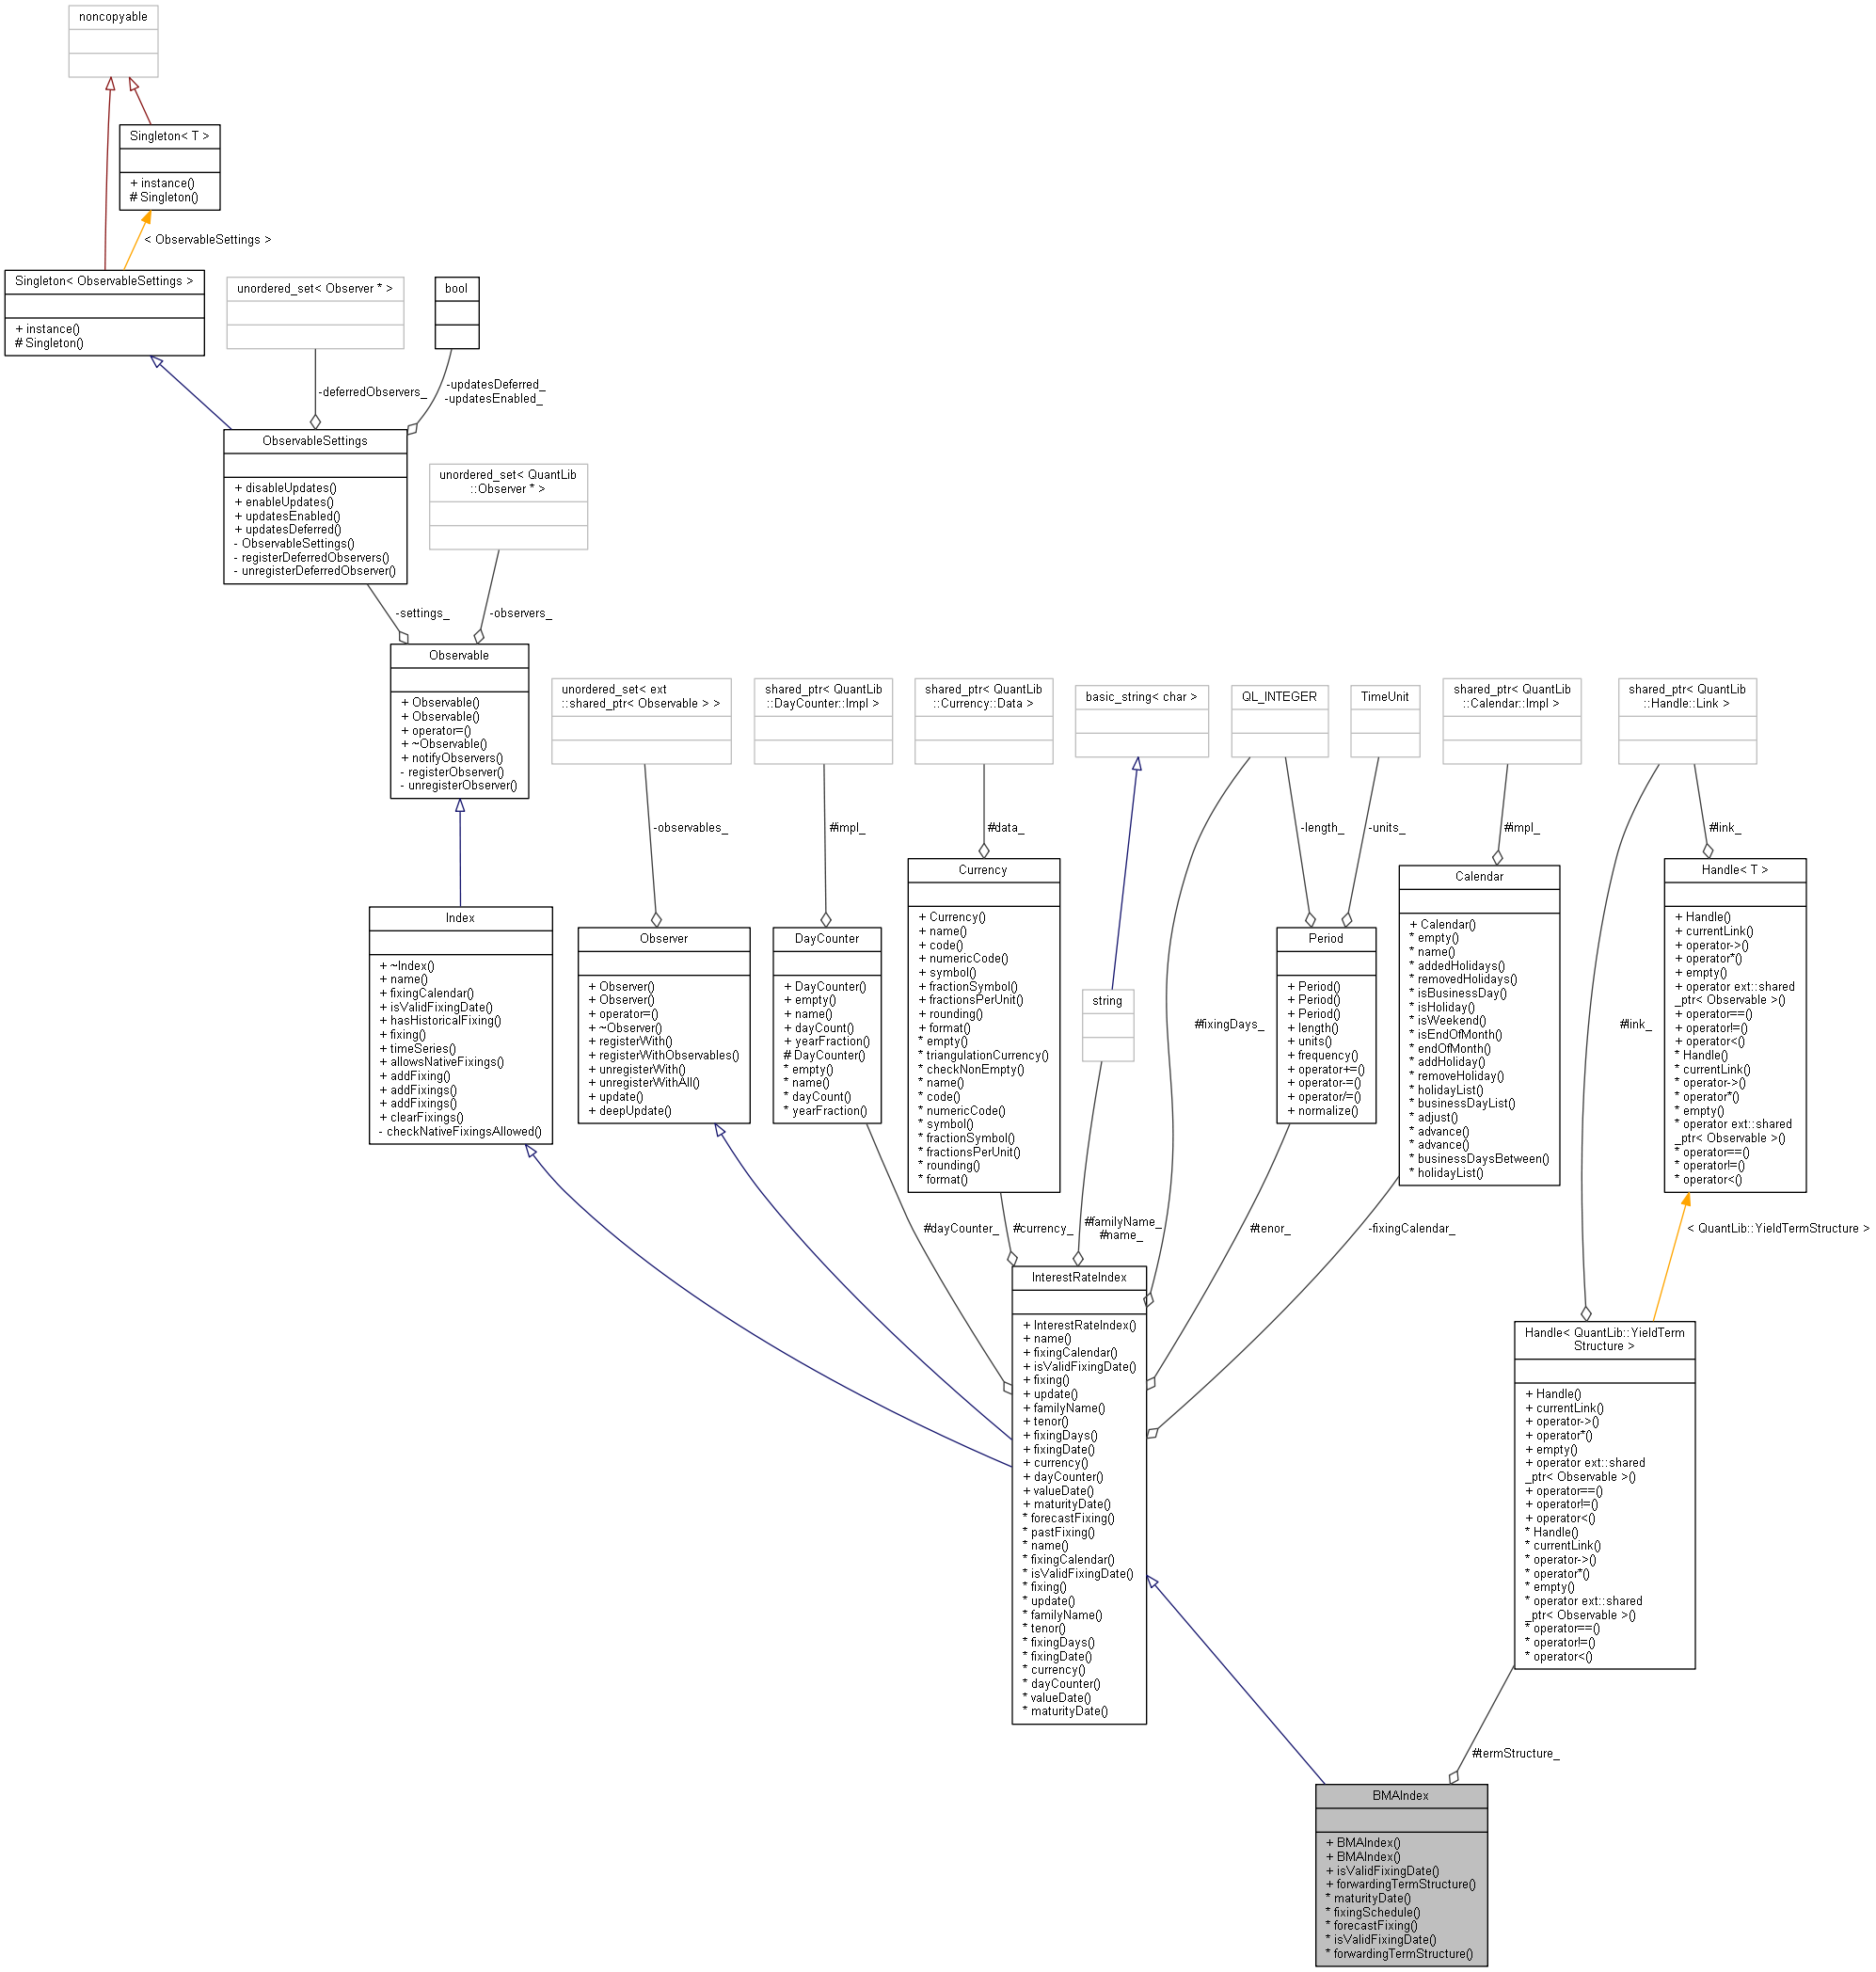 noncopyable
Singleton< T >
+ instance()
# Singleton()
< ObservableSettings >
Singleton< ObservableSettings >
+ instance()
# Singleton()
unordered_set< Observer * >
bool
-deferredObservers_
-updatesDeferred_
-updatesEnabled_
ObservableSettings
+ disableUpdates()
+ enableUpdates()
+ updatesEnabled()
+ updatesDeferred()
- ObservableSettings()
- registerDeferredObservers()
- unregisterDeferredObserver()
unordered_set< QuantLib
::Observer * >
-settings_
-observers_
Observable
+ Observable()
+ Observable()
+ operator=()
+ ~Observable()
+ notifyObservers()
- registerObserver()
- unregisterObserver()
unordered_set< ext
::shared_ptr< Observable > >
shared_ptr< QuantLib
::DayCounter::Impl >
shared_ptr< QuantLib
::Currency::Data >
basic_string< char >
QL_INTEGER
TimeUnit
shared_ptr< QuantLib
::Calendar::Impl >
shared_ptr< QuantLib
::Handle::Link >
-observables_
#impl_
#data_
-length_
-units_
#impl_
#link_
Index
+ ~Index()
+ name()
+ fixingCalendar()
+ isValidFixingDate()
+ hasHistoricalFixing()
+ fixing()
+ timeSeries()
+ allowsNativeFixings()
+ addFixing()
+ addFixings()
+ addFixings()
+ clearFixings()
- checkNativeFixingsAllowed()
Observer
+ Observer()
+ Observer()
+ operator=()
+ ~Observer()
+ registerWith()
+ registerWithObservables()
+ unregisterWith()
+ unregisterWithAll()
+ update()
+ deepUpdate()
DayCounter
+ DayCounter()
+ empty()
+ name()
+ dayCount()
+ yearFraction()
# DayCounter()
* empty()
* name()
* dayCount()
* yearFraction()
Currency
+ Currency()
+ name()
+ code()
+ numericCode()
+ symbol()
+ fractionSymbol()
+ fractionsPerUnit()
+ rounding()
+ format()
* empty()
* triangulationCurrency()
* checkNonEmpty()
* name()
* code()
* numericCode()
* symbol()
* fractionSymbol()
* fractionsPerUnit()
* rounding()
* format()
string
#fixingDays_
Period
+ Period()
+ Period()
+ Period()
+ length()
+ units()
+ frequency()
+ operator+=()
+ operator-=()
+ operator/=()
+ normalize()
Calendar
+ Calendar()
* empty()
* name()
* addedHolidays()
* removedHolidays()
* isBusinessDay()
* isHoliday()
* isWeekend()
* isEndOfMonth()
* endOfMonth()
* addHoliday()
* removeHoliday()
* holidayList()
* businessDayList()
* adjust()
* advance()
* advance()
* businessDaysBetween()
* holidayList()
#link_
Handle< T >
+ Handle()
+ currentLink()
+ operator->()
+ operator*()
+ empty()
+ operator ext::shared
_ptr< Observable >()
+ operator==()
+ operator!=()
+ operator<()
* Handle()
* currentLink()
* operator->()
* operator*()
* empty()
* operator ext::shared
_ptr< Observable >()
* operator==()
* operator!=()
* operator<()
#dayCounter_
#currency_
#familyName_
#name_
#tenor_
-fixingCalendar_
< QuantLib::YieldTermStructure >
InterestRateIndex
+ InterestRateIndex()
+ name()
+ fixingCalendar()
+ isValidFixingDate()
+ fixing()
+ update()
+ familyName()
+ tenor()
+ fixingDays()
+ fixingDate()
+ currency()
+ dayCounter()
+ valueDate()
+ maturityDate()
* forecastFixing()
* pastFixing()
* name()
* fixingCalendar()
* isValidFixingDate()
* fixing()
* update()
* familyName()
* tenor()
* fixingDays()
* fixingDate()
* currency()
* dayCounter()
* valueDate()
* maturityDate()
Handle< QuantLib::YieldTerm
Structure >
+ Handle()
+ currentLink()
+ operator->()
+ operator*()
+ empty()
+ operator ext::shared
_ptr< Observable >()
+ operator==()
+ operator!=()
+ operator<()
* Handle()
* currentLink()
* operator->()
* operator*()
* empty()
* operator ext::shared
_ptr< Observable >()
* operator==()
* operator!=()
* operator<()
#termStructure_
BMAIndex
+ BMAIndex()
+ BMAIndex()
+ isValidFixingDate()
+ forwardingTermStructure()
* maturityDate()
* fixingSchedule()
* forecastFixing()
* isValidFixingDate()
* forwardingTermStructure()